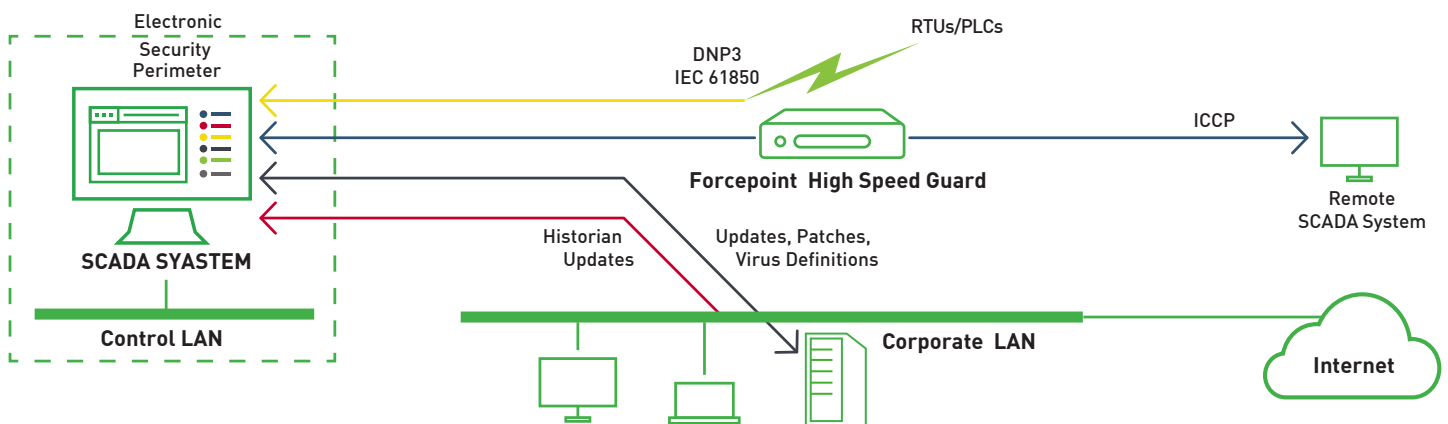 Electronic
Security
Perimeter
SCADA SYASTEM
Control LAN
DNP3
IEC 61850
RTUs/PLCs
Forcepoint High Speed Guard
ICCP
Remote
SCADA System
Historian
Updates
Updates, Patches,
Virus Definitions
Corporate LAN
Internet